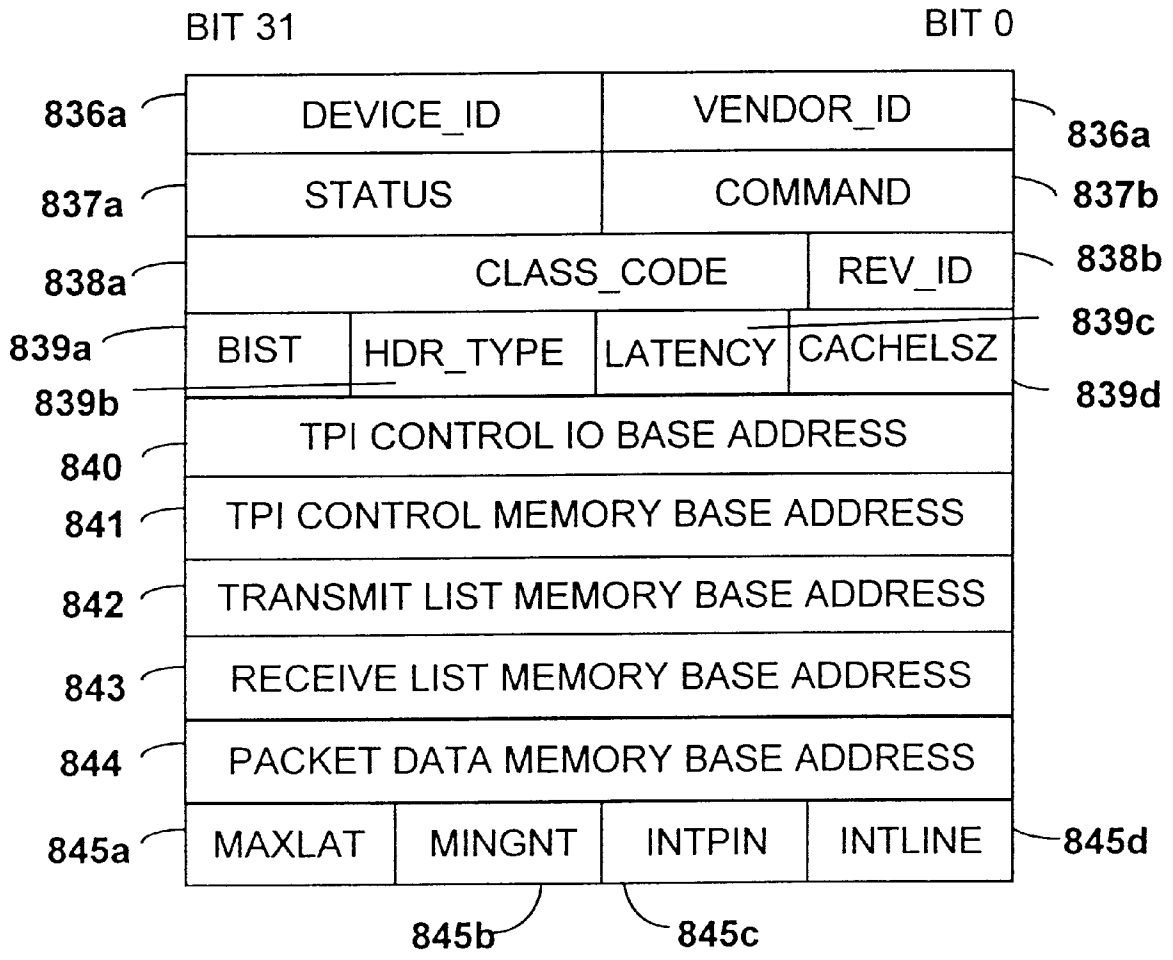 BIT 31 BIT 0
836a DEVICE_ID VENDOR_ID 836a
837a STATUS COMMAND 837b
838a CLASS_CODE REV_ID 838b
839a BIST HDR_TYPE LATENCY CACHELSZ 839c
839b 839d
840 TPI CONTROL IO BASE ADDRESS
841 TPI CONTROL MEMORY BASE ADDRESS
842 TRANSMIT LIST MEMORY BASE ADDRESS
843 RECEIVE LIST MEMORY BASE ADDRESS
844 PACKET DATA MEMORY BASE ADDRESS
845a MAXLAT MINGNT INTPIN INTLINE 845d
845b 845c